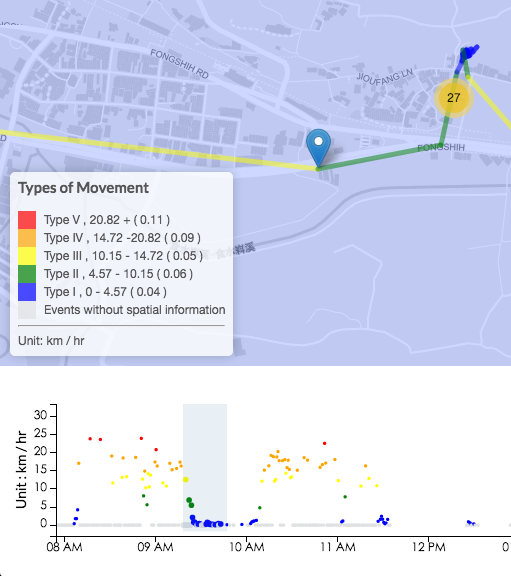 FONGSHIH RD
JIOUFANG LN
27
D
FONGSHIH
Types of Movement
Type V , 20.82 + ( 0.11 )
Type IV , 14.72 -20.82 ( 0.09 )
Type III , 10.15 - 14.72 ( 0.05 )
Type II , 4.57 - 10.15 ( 0.06 )
Type I , 0 - 4.57 ( 0.04 )
Events without spatial information
Unit: km / hr
Unit : km / hr
30
25
20
15
10
5
0
08 AM
09 AM
10 AM
11 AM
12 PM
0